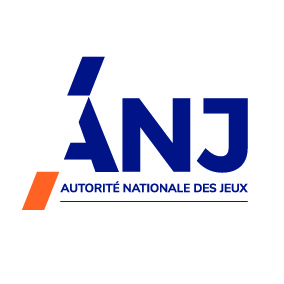 ANJ
AUTORITÉ NATIONALE DES JEUX